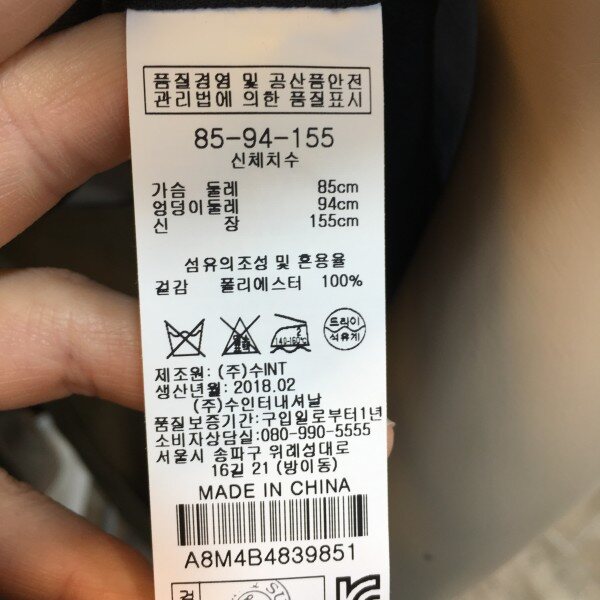 품질경영 및 공산품안전
관리법에 의한 품질표시
85-94-155
신체치수
가슴 둘레 85cm
엉덩이둘레 94cm
신 장 155cm
섬유의조성 및 혼용율
겉감 폴리에스터 100%
드라이
석유계
제조원: (주)수INT
생산년월: 2018.02
(주)수인터내셔날
품질보증기간: 구입일로부터1년
소비자상담실: 080-990-5555
서울시 송파구 위례성대로
16길 21 (방이동)
MADE IN CHINA
A8M4B4839851